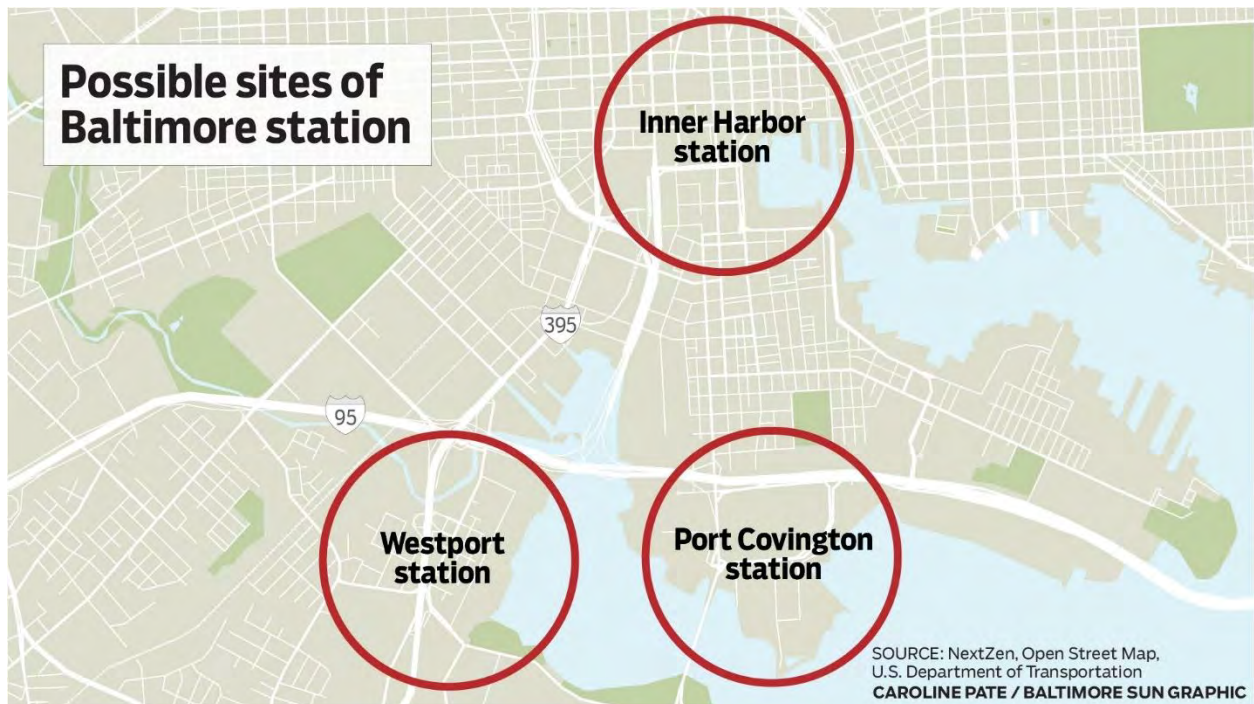 Possible sites of
Baltimore station
Inner Harbor
station
395
95
Westport
station
Port Covington
station
SOURCE: NextZen, Open Street Map,
U.S. Department of Transportation
CAROLINE PATE / BALTIMORE SUN GRAPHIC